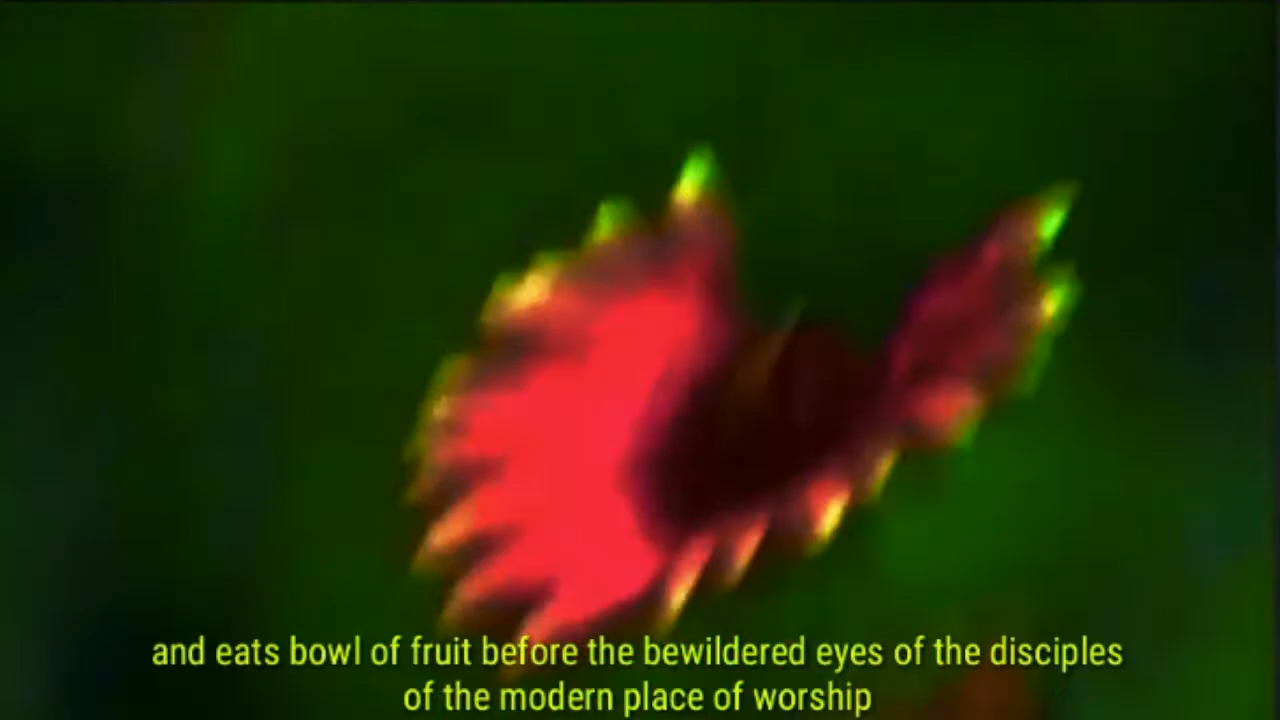 and eats bowl of fruit before the bewildered eyes of the disciples
of the modern place of worship